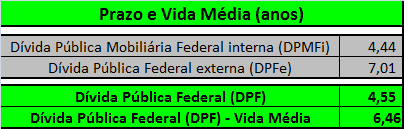 Prazo e Vida Média (anos)
Dívida Pública Mobiliária Federal interna (DPMFi) 4,44
Dívida Pública Federal externa (DPFe) 7,01
Dívida Pública Federal (DPF) 4,55
Dívida Pública Federal (DPF) - Vida Média 6,46